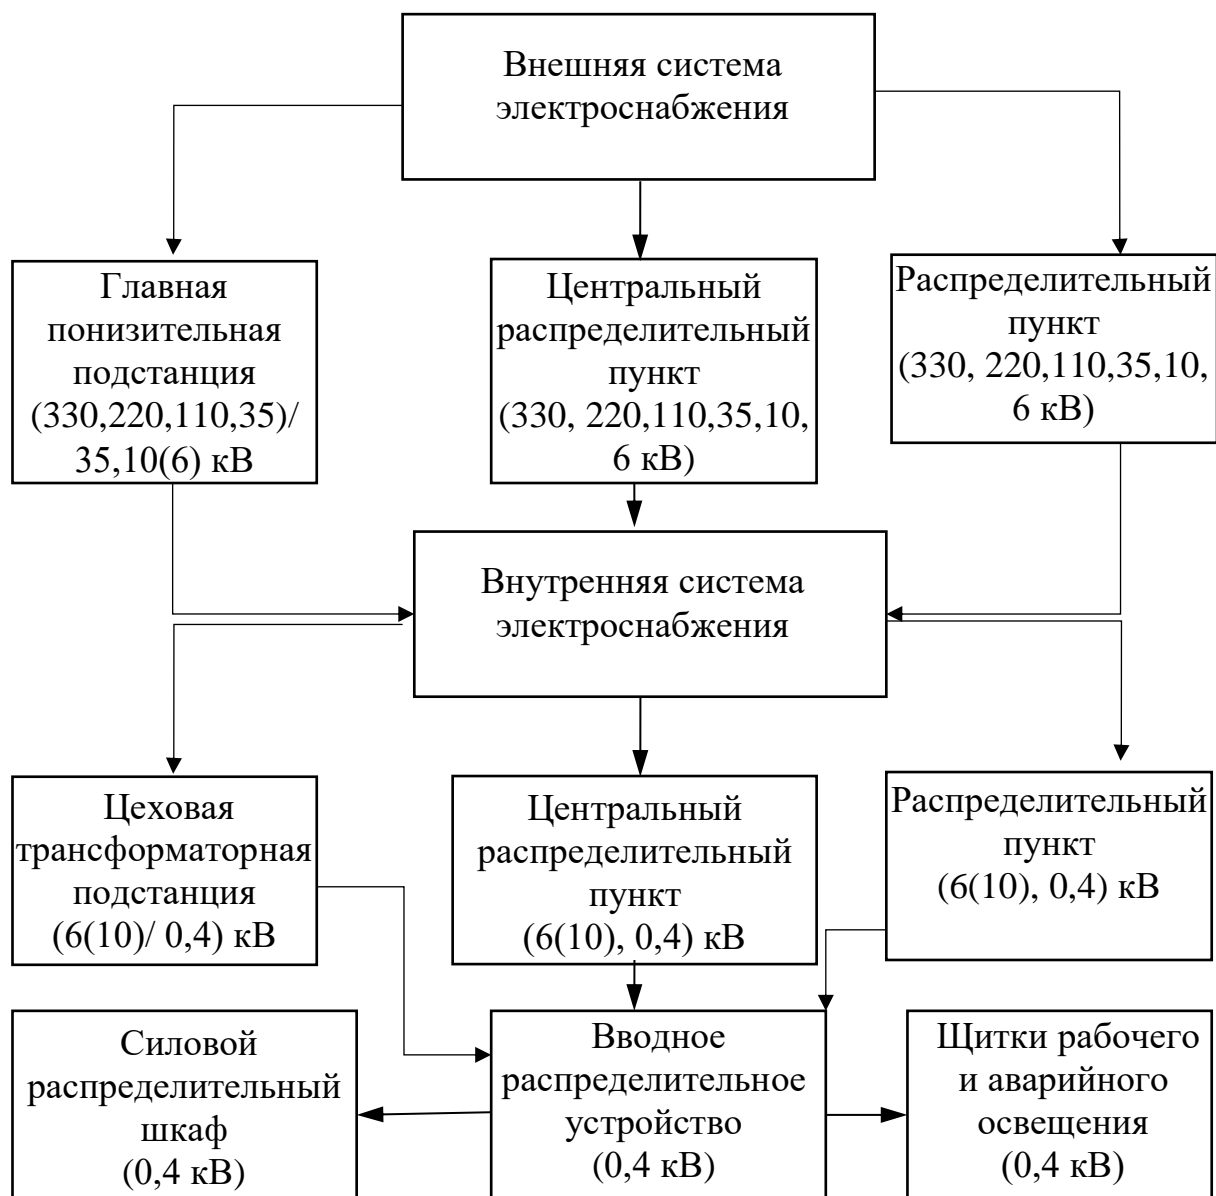 Внешняя система
электроснабжения
Главная
понизительная
подстанция
(330,220,110,35)/
35,10(6) кВ
Центральный
распределительный
пункт
(330, 220,110,35,10,
6 кВ)
Распределительный
пункт
(330, 220,110,35,10,
6 кВ)
Внутренняя система
электроснабжения
Цеховая
трансформаторная
подстанция
(6(10)/ 0,4) кВ
Центральный
распределительный
пункт
(6(10), 0,4) кВ
Распределительный
пункт
(6(10), 0,4) кВ
Силовой
распределительный
шкаф
(0,4 кВ)
Вводное
распределительное
устройство
(0,4 кВ)
Щитки рабочего
и аварийного
освещения
(0,4 кВ)